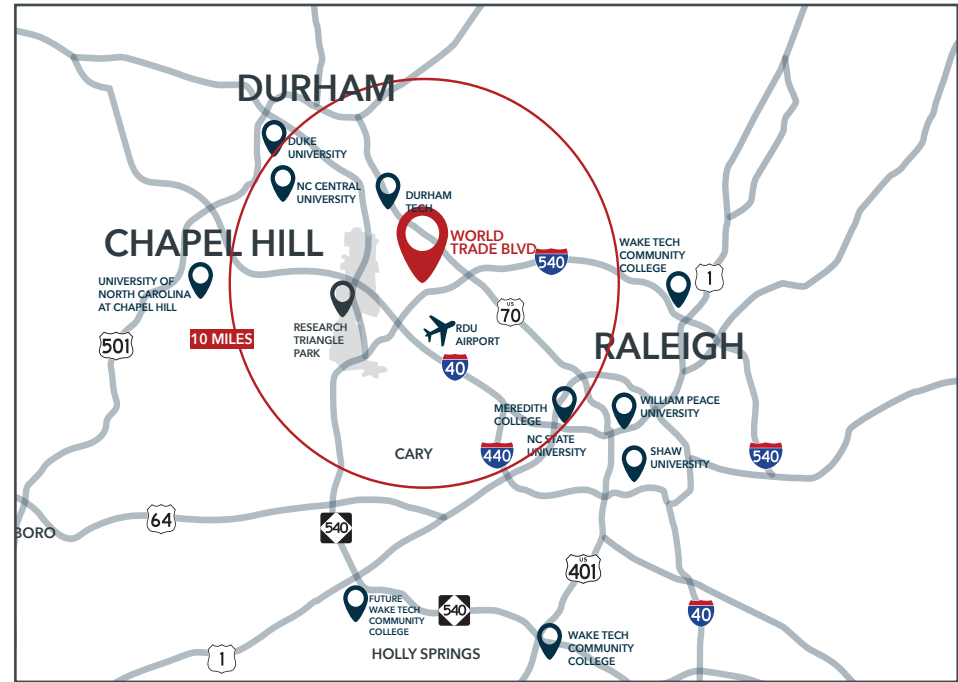 DURHAM
DUKE
UNIVERSITY
NC CENTRAL
UNIVERSITY
DURHAM
TECH
CHAPEL HILL
WORLD
TRADE BLVD
540
WAKE TECH
COMMUNITY
COLLEGE
1
UNIVERSITY OF
NORTH CAROLINA
AT CHAPEL HILL
US
70
RESEARCH
TRIANGLE
PARK
RDU
AIRPORT
501
10 MILES
RALEIGH
40
MEREDITH
COLLEGE
WILLIAM PEACE
UNIVERSITY
NC STATE
UNIVERSITY
CARY
440
SHAW
UNIVERSITY
540
64
BORO
540
US
401
FUTURE
WAKE TECH
COMMUNITY
COLLEGE
540
40
HOLLY SPRINGS
WAKE TECH
COMMUNITY
COLLEGE
1